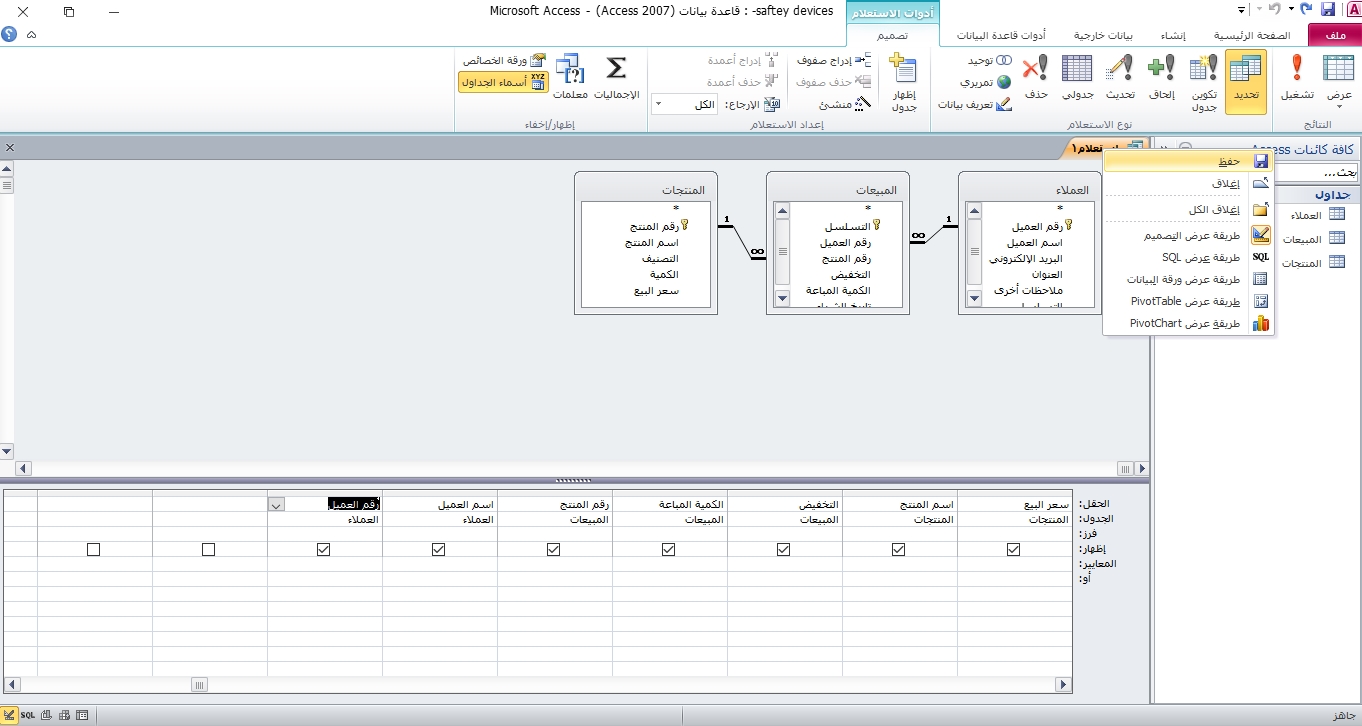 saftey devices- : قاعدة بيانات (Access 2007) - Microsoft Access
أدوات الاستعلام
ملف
الصفحة الرئيسية
إنشاء
بيانات خارجية
أدوات قاعدة البيانات
تصميم
عرض
تشغيل
النتائج
تحديد
تكوين جدول
إلحاق
تحديث
جدولي
حذف
توحيد
تمريري
تعريف بيانات
نوع الاستعلام
إظهار جدول
إدراج صفوف
حذف صفوف
منشئ
إدراج أعمدة
حذف أعمدة
الإرجاع: الكل
إعداد الاستعلام
الإجماليات
معلمات
ورقة الخصائص
أسماء الجداول
إظهار/إخفاء
كافة كائنات Access
بحث...
جداول
العملاء
المبيعات
المنتجات
حفظ
إغلاق
إغلاق الكل
طريقة عرض التصميم
SQL طريقة عرض SQL
طريقة عرض ورقة البيانات
طريقة عرض PivotTable
طريقة عرض PivotChart
العملاء
*
رقم العميل
اسم العميل
البريد الإلكتروني
العنوان
ملاحظات أخرى
1
∞
المبيعات
*
التسلسل
رقم العميل
رقم المنتج
التخفيض
الكمية المباعة
∞
1
المنتجات
*
رقم المنتج
اسم المنتج
التصنيف
الكمية
سعر البيع
الحقل: سعر البيع اسم المنتج التخفيض الكمية المباعة رقم المنتج اسم العميل رقم العميل
الجدول: المنتجات المنتجات المبيعات المبيعات المبيعات العملاء العملاء
فرز:
إظهار:
المعايير:
أو:
جاهز
SQL